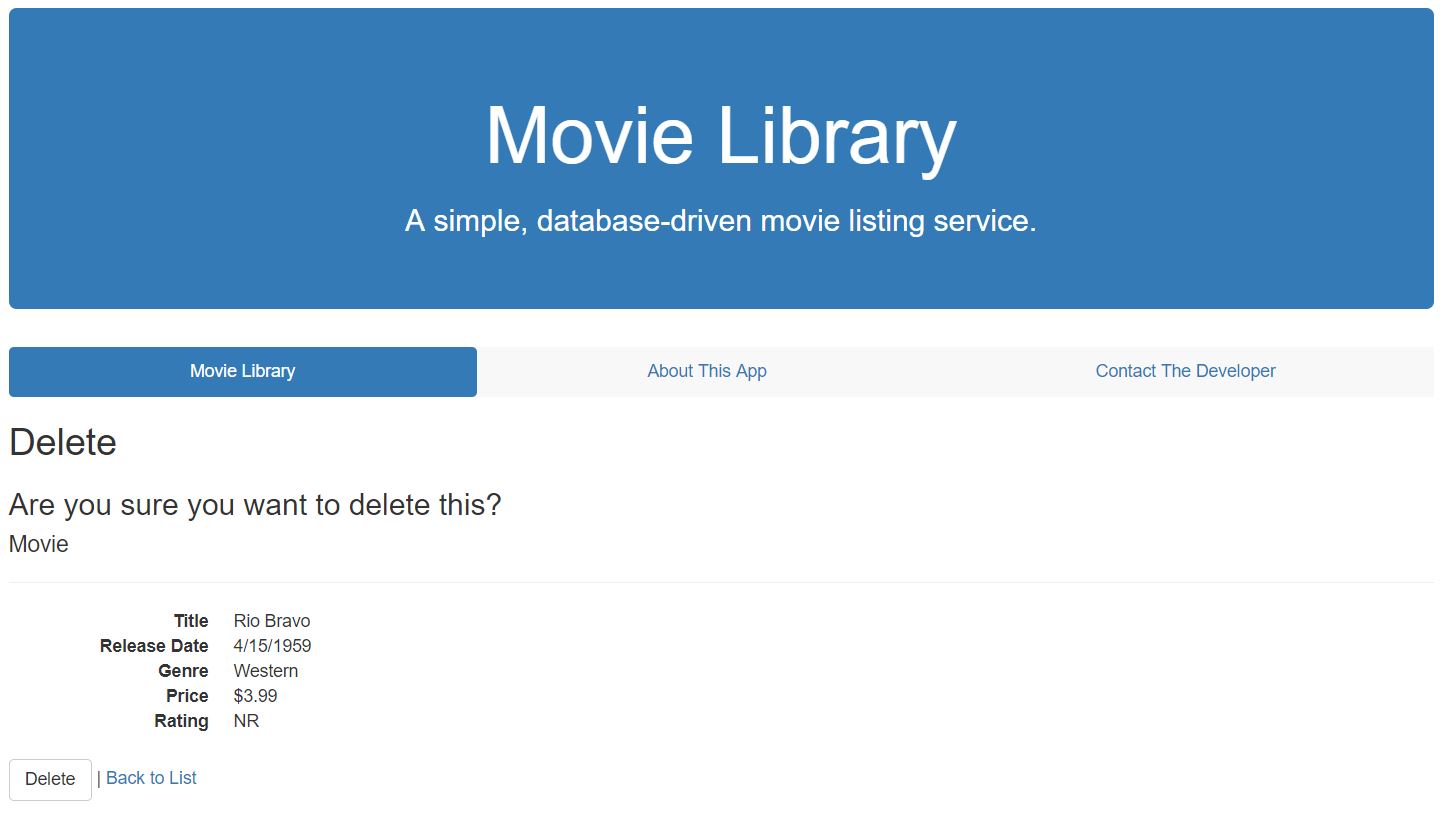 Movie Library
A simple, database-driven movie listing service.
Movie Library About This App Contact The Developer
Delete
Are you sure you want to delete this?
Movie
Title Rio Bravo
Release Date 4/15/1959
Genre Western
Price $3.99
Rating NR
Delete | Back to List